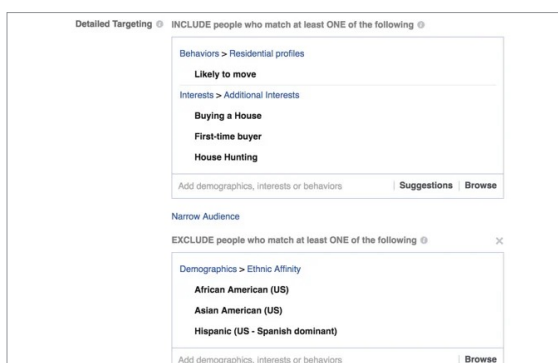 Detailed Targeting INCLUDE people who match at least ONE of the following
Behaviors > Residential profiles
Likely to move
Interests > Additional Interests
Buying a House
First-time buyer
House Hunting
Add demographics, interests or behaviors Suggestions Browse
Narrow Audience
EXCLUDE people who match at least ONE of the following
Demographics > Ethnic Affinity
African American (US)
Asian American (US)
Hispanic (US - Spanish dominant)
Add demographics, interests or behaviors Browse